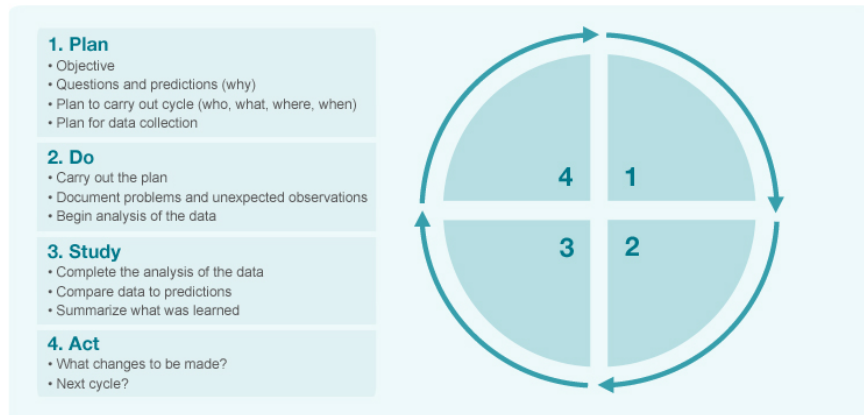 1. Plan
• Objective
• Questions and predictions (why)
• Plan to carry out cycle (who, what, where, when)
• Plan for data collection
2. Do
• Carry out the plan
• Document problems and unexpected observations
• Begin analysis of the data
3. Study
• Complete the analysis of the data
• Compare data to predictions
• Summarize what was learned
4. Act
• What changes to be made?
• Next cycle?
4 1
3 2